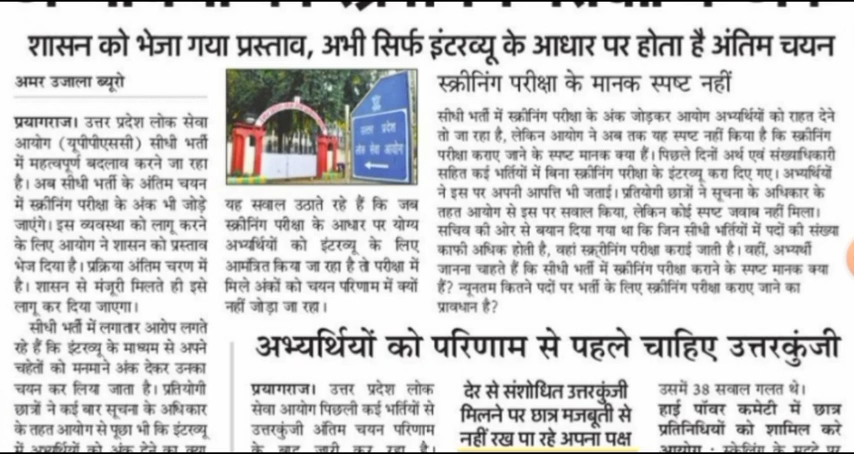 शासन को भेजा गया प्रस्ताव, अभी सिर्फ इंटरव्यू के आधार पर होता है अंतिम चयन
अमर उजाला ब्यूरो
प्रयागराज। उत्तर प्रदेश लोक सेवा
आयोग (यूपीपीएससी) सीधी भर्ती
में महत्वपूर्ण बदलाव करने जा रहा
है। अब सीधी भर्ती के अंतिम चयन
में स्क्रीनिंग परीक्षा के अंक भी जोड़े
जाएंगे। इस व्यवस्था को लागू करने
के लिए आयोग ने शासन को प्रस्ताव
भेज दिया है। प्रक्रिया अंतिम चरण में
है। शासन से मंजूरी मिलते ही इसे
लागू कर दिया जाएगा।
सीधी भर्ती में लगातार आरोप लगते
रहे हैं कि इंटरव्यू के माध्यम से अपने
चहेतों को मनमाने अंक देकर उनका
चयन कर लिया जाता है। प्रतियोगी
छात्रों ने कई बार सूचना के अधिकार
के तहत आयोग से पूछा भी कि इंटरव्यू
में अभ्यर्थियों को अंक देने का क्या
उत्तर प्रदेश
लोक सेवा आयोग
यह सवाल उठाते रहे हैं कि जब
स्क्रीनिंग परीक्षा के आधार पर योग्य
अभ्यर्थियों को इंटरव्यू के लिए
आमंत्रित किया जा रहा है तो परीक्षा में
मिले अंकों को चयन परिणाम में क्यों
नहीं जोड़ा जा रहा।
स्क्रीनिंग परीक्षा के मानक स्पष्ट नहीं
सीधी भर्ती में स्क्रीनिंग परीक्षा के अंक जोड़कर आयोग अभ्यर्थियों को राहत देने
तो जा रहा है, लेकिन आयोग ने अब तक यह स्पष्ट नहीं किया है कि स्क्रीनिंग
परीक्षा कराए जाने के स्पष्ट मानक क्या हैं। पिछले दिनों अर्थ एवं संख्याधिकारी
सहित कई भर्तियों में बिना स्क्रीनिंग परीक्षा के इंटरव्यू करा दिए गए। अभ्यर्थियों
ने इस पर अपनी आपत्ति भी जताई। प्रतियोगी छात्रों ने सूचना के अधिकार के
तहत आयोग से इस पर सवाल किया, लेकिन कोई स्पष्ट जवाब नहीं मिला।
सचिव की ओर से बयान दिया गया था कि जिन सीधी भर्तियों में पदों की संख्या
काफी अधिक होती है, वहां स्क्रीनिंग परीक्षा कराई जाती है। वहीं, अभ्यर्थी
जानना चाहते हैं कि सीधी भर्ती में स्क्रीनिंग परीक्षा कराने के स्पष्ट मानक क्या
हैं? न्यूनतम कितने पदों पर भर्ती के लिए स्क्रीनिंग परीक्षा कराए जाने का
प्रावधान है?
अभ्यर्थियों को परिणाम से पहले चाहिए उत्तरकुंजी
प्रयागराज। उत्तर प्रदेश लोक
सेवा आयोग पिछली कई भर्तियों से
उत्तरकुंजी अंतिम चयन परिणाम
के बाद जारी कर रहा है।
देर से संशोधित उत्तरकुंजी
मिलने पर छात्र मजबूती से
नहीं रख पा रहे अपना पक्ष
उसमें 38 सवाल गलत थे।
हाई पॉवर कमेटी में छात्र
प्रतिनिधियों को शामिल करे
आयोग : स्केलिंग के मुद्दे पर